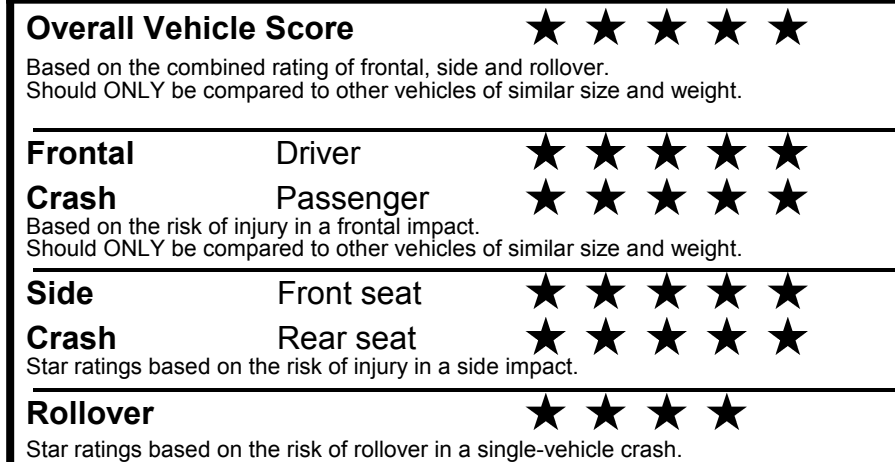 Overall Vehicle Score ★ ★ ★ ★ ★
Based on the combined rating of frontal, side and rollover.
Should ONLY be compared to other vehicles of similar size and weight.
Frontal Driver ★ ★ ★ ★ ★
Crash Passenger ★ ★ ★ ★ ★
Based on the risk of injury in a frontal impact.
Should ONLY be compared to other vehicles of similar size and weight.
Side Front seat ★ ★ ★ ★ ★
Crash Rear seat ★ ★ ★ ★ ★
Star ratings based on the risk of injury in a side impact.
Rollover ★ ★ ★ ★
Star ratings based on the risk of rollover in a single-vehicle crash.